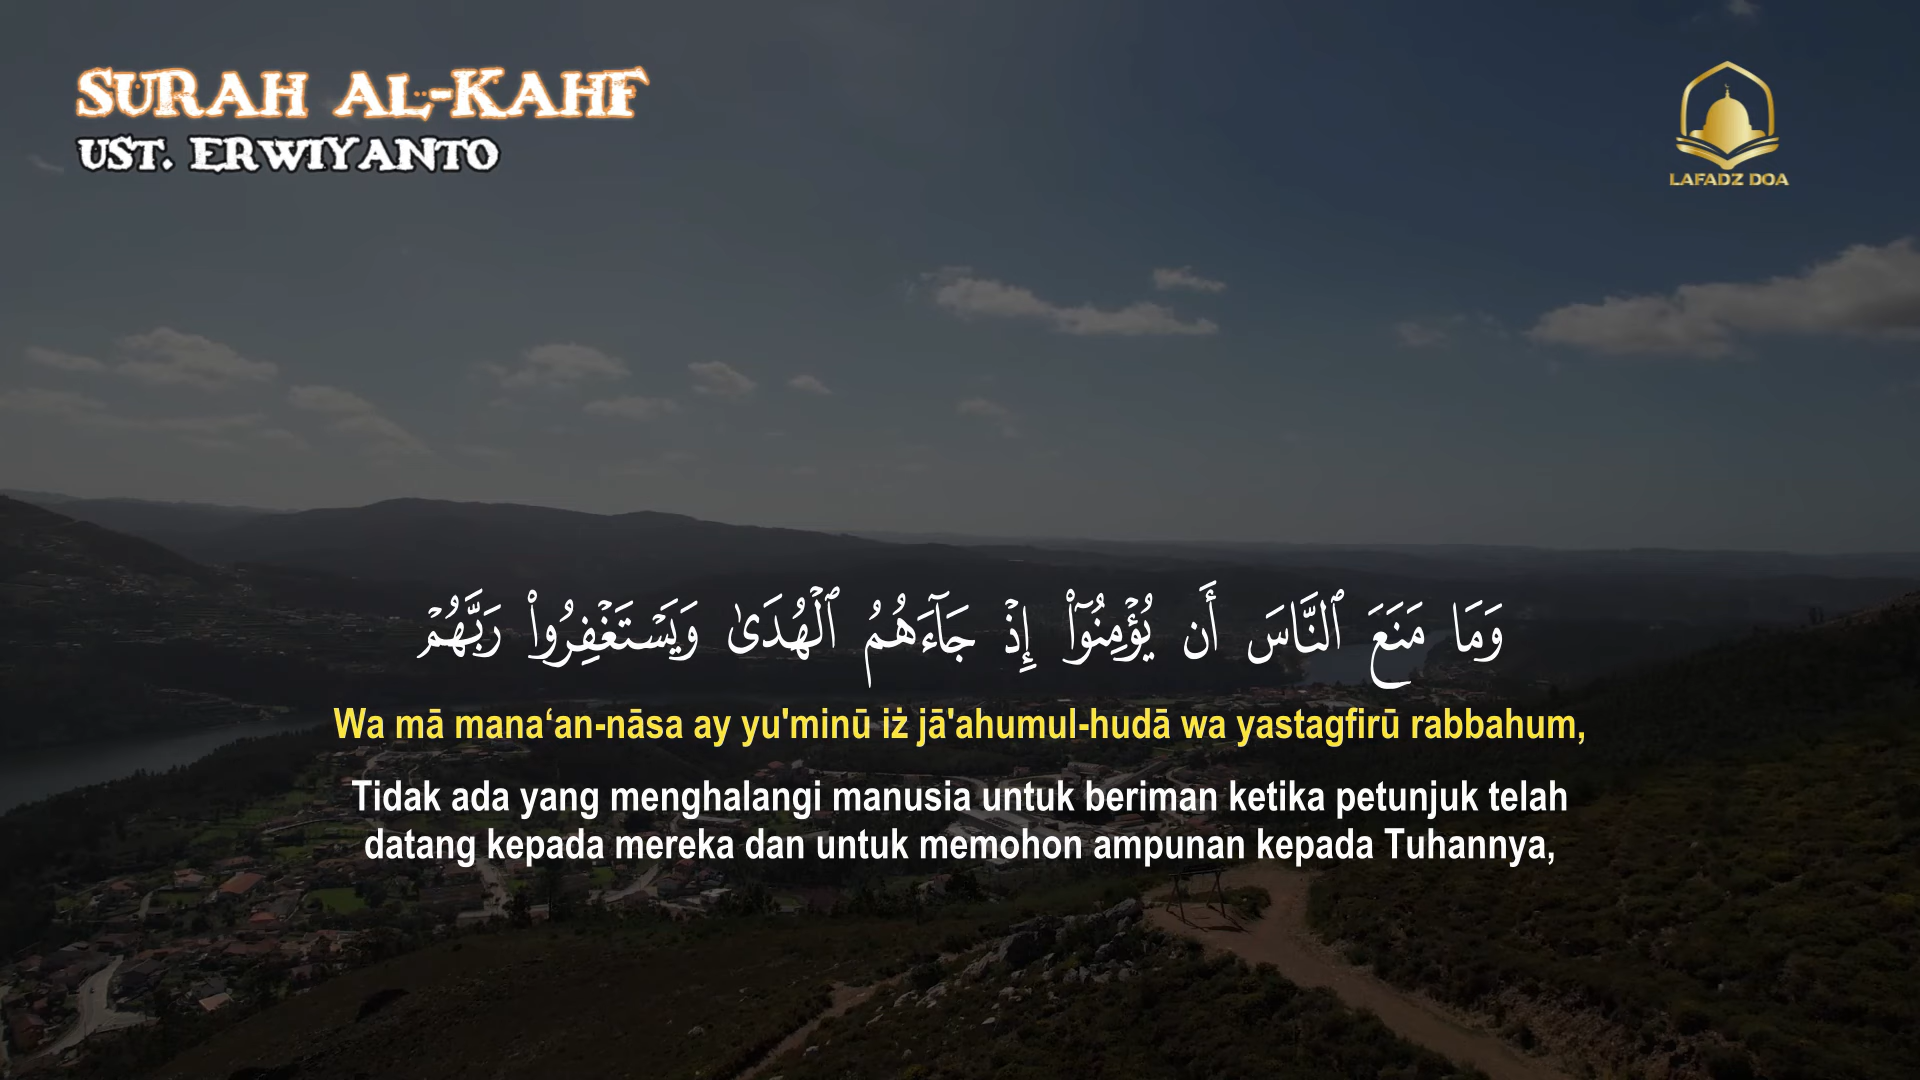 SURAH AL-KAHF
UST. ERWIYANTO
LAFADZ DOA
وَمَا مَنَعَ ٱلنَّاسَ أَن يُؤْمِنُوٓا۟ إِذْ جَآءَهُمُ ٱلْهُدَىٰ وَيَسْتَغْفِرُوا۟ رَبَّهُمْ
Wa mā mana‘an-nāsa ay yu'minū iż jā'ahumul-hudā wa yastagfirū rabbahum,
Tidak ada yang menghalangi manusia untuk beriman ketika petunjuk telah
datang kepada mereka dan untuk memohon ampunan kepada Tuhannya,